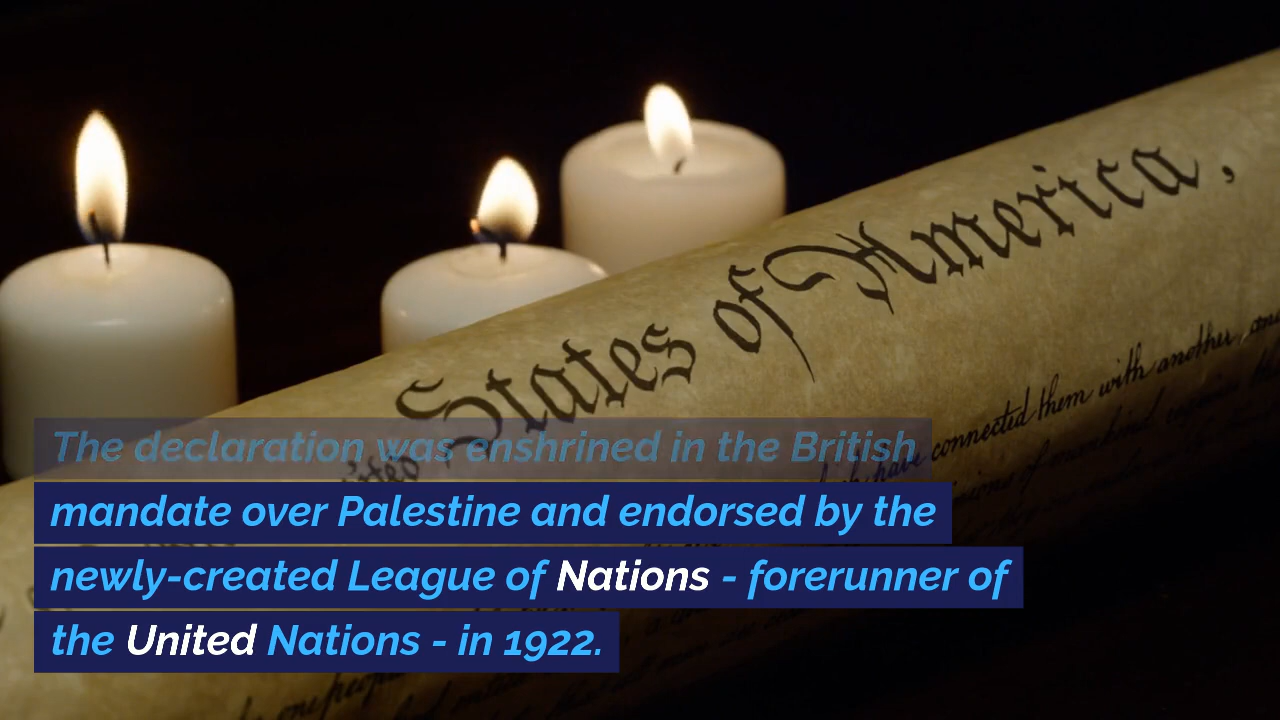 States of America,
connected them with another, and
The declaration was enshrined in the British
mandate over Palestine and endorsed by the
newly-created League of Nations - forerunner of
the United Nations - in 1922.